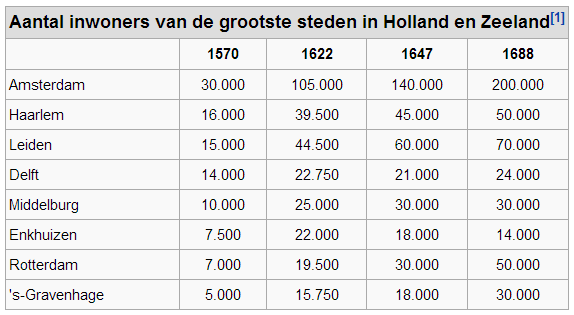 Aantal inwoners van de grootste steden in Holland en Zeeland[1]
1570 1622 1647 1688
Amsterdam 30.000 105.000 140.000 200.000
Haarlem 16.000 39.500 45.000 50.000
Leiden 15.000 44.500 60.000 70.000
Delft 14.000 22.750 21.000 24.000
Middelburg 10.000 25.000 30.000 30.000
Enkhuizen 7.500 22.000 18.000 14.000
Rotterdam 7.000 19.500 30.000 50.000
's-Gravenhage 5.000 15.750 18.000 30.000